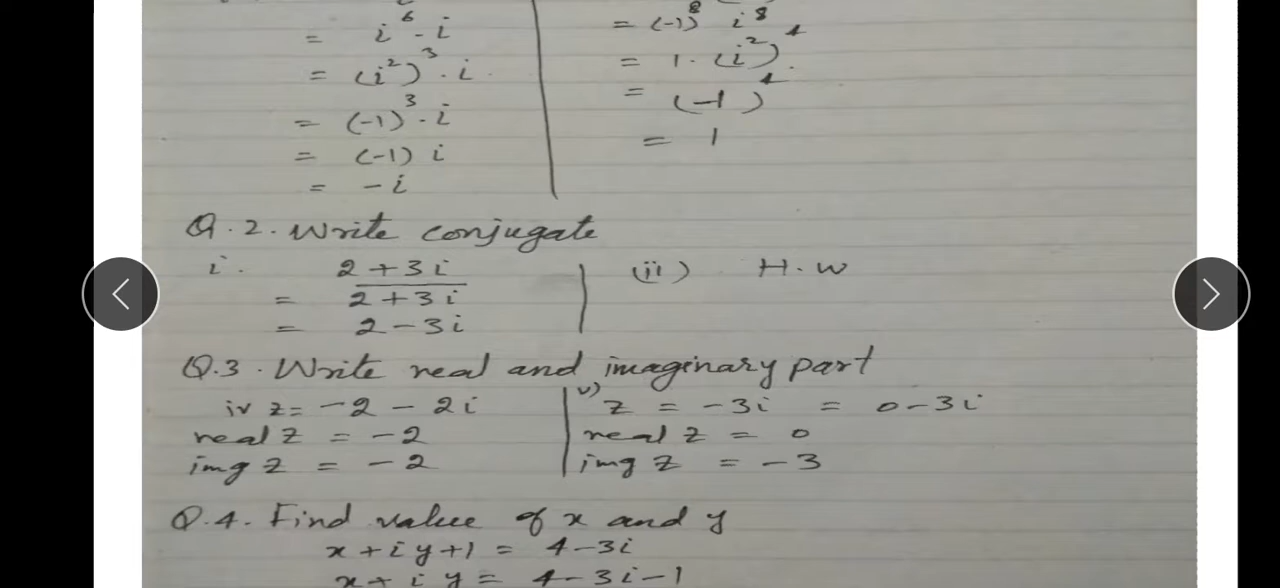 = i⁶ - i
= (i²)³ . i
= (-1)³ . i
= (-1) i
= - i
= (-1)⁸ i⁸
= 1 . (i²)⁴.
= (-1)⁴
= 1
Q.2. Write conjugate
i. 2 + 3i
= 2 + 3i
= 2 - 3i
(ii) H.W
Q.3. Write real and imaginary part
iv z = -2 - 2i
real z = -2
img z = -2
v) z = -3i = 0-3i
real z = 0
img z = -3
Q.4. Find value of x and y
x + iy + 1 = 4-3i
x + iy = 4-3i-1